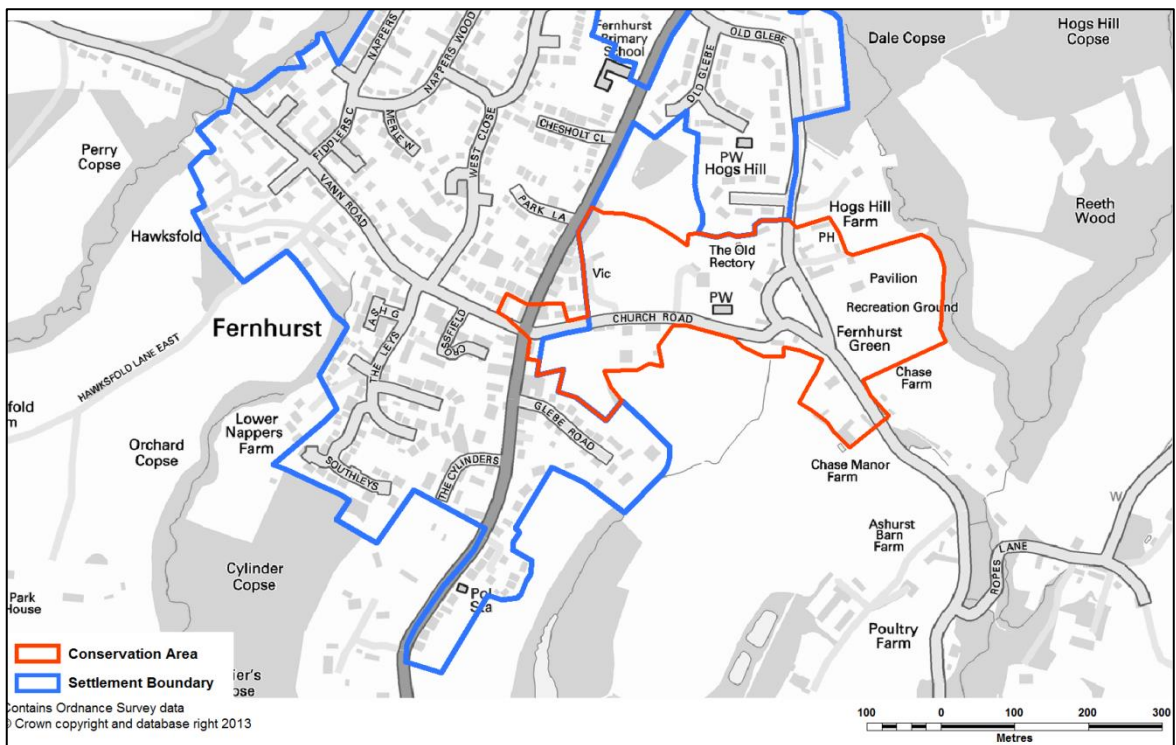 NAPPERS
NAPPERS WOOD
Fernhurst
Primary
School
OLD GLEBE
OLD GLEBE
Dale Copse
Hogs Hill
Copse
Perry
Copse
FIDDLERS C
MERIE W
WEST CLOSE
CHESHOLT CL
PW
Hogs Hill
VANN ROAD
PARK LA
Reeth
Wood
Hawksfold
Hogs Hill
Farm
The Old
Rectory
PH
Vic
Pavilion
PW
Recreation Ground
Fernhurst
ASH G
CROSSFIELD
CHURCH ROAD
Fernhurst
Green
HAWKSFOLD LANE EAST
THE LEYS
Chase
Farm
Orchard
Copse
Lower
Nappers
Farm
GLEBE ROAD
SOUTHLEYS
THE CYLINDERS
Chase Manor
Farm
W
Ashurst
Barn
Farm
ROPES LANE
Cylinder
Copse
Park
House
Pol
Sta
Poultry
Farm
Conservation Area
Settlement Boundary
Contains Ordnance Survey data
© Crown copyright and database right 2013
100 0 100 200 300
Metres